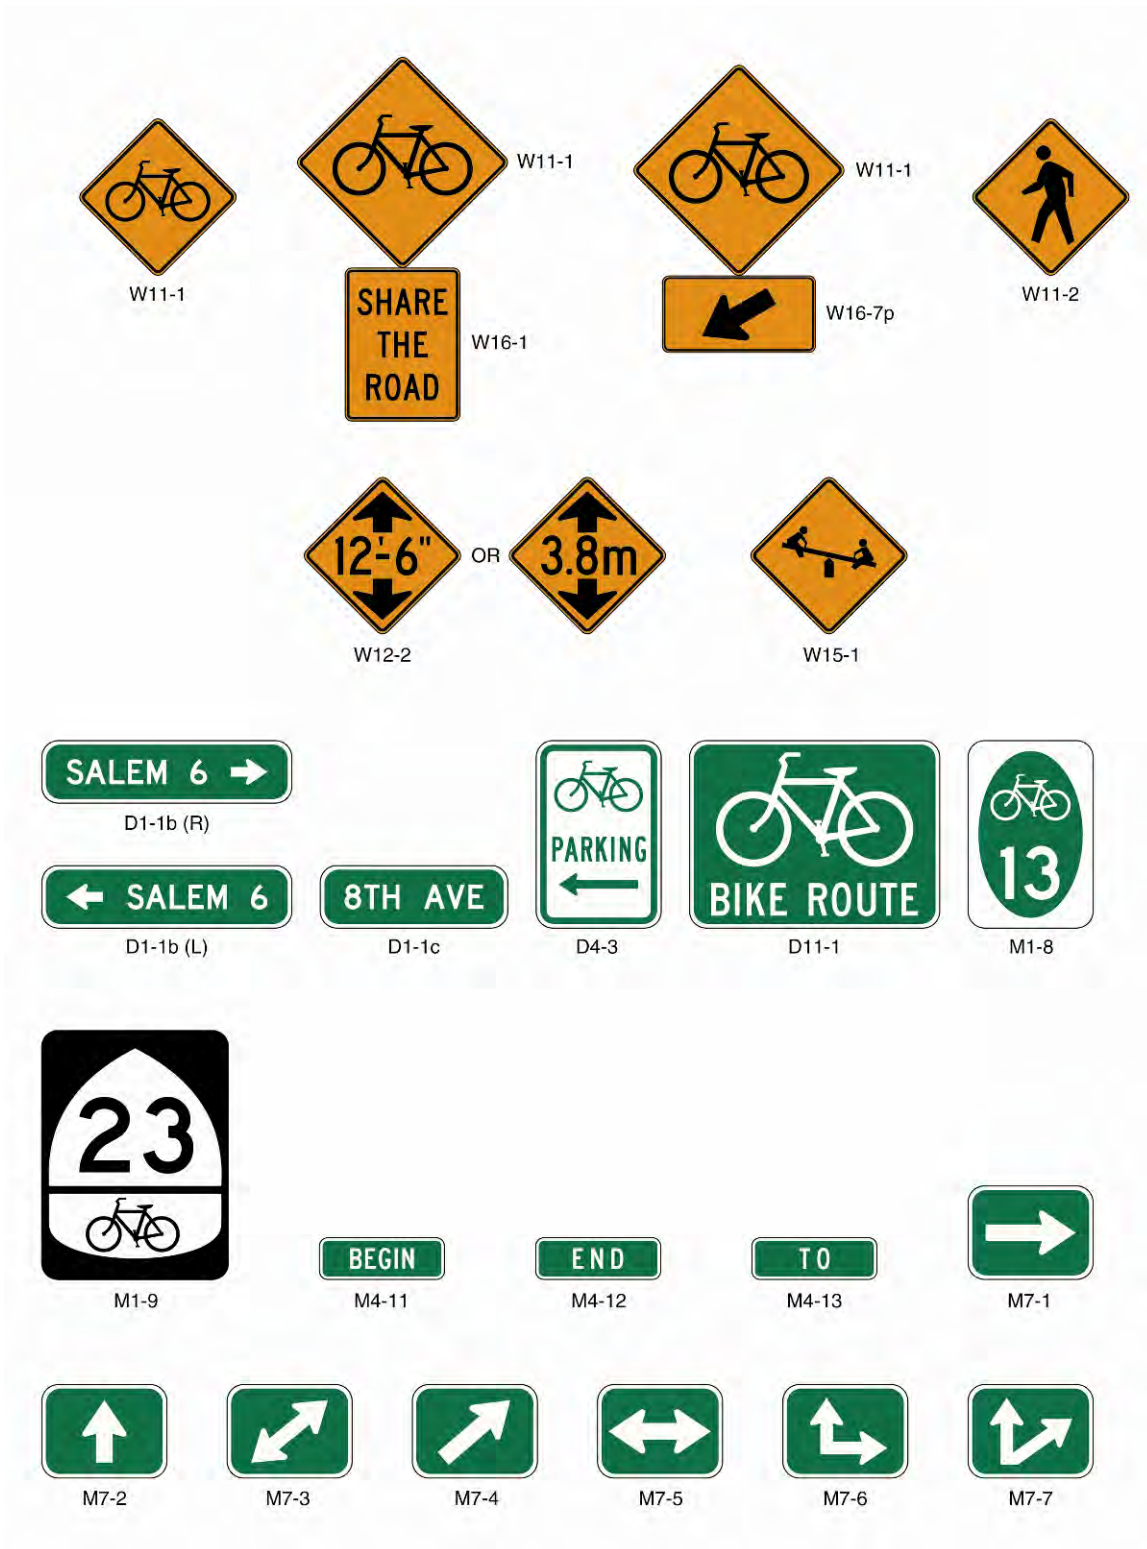 W11-1
W11-1
W11-1
W11-2
SHARE
THE
ROAD
W16-1
W16-7p
12'-6"
OR
3.8m
W12-2
W15-1
SALEM 6
D1-1b (R)
SALEM 6
D1-1b (L)
8TH AVE
D1-1c
PARKING
D4-3
BIKE ROUTE
D11-1
13
M1-8
23
M1-9
BEGIN
M4-11
END
M4-12
TO
M4-13
M7-1
M7-2
M7-3
M7-4
M7-5
M7-6
M7-7